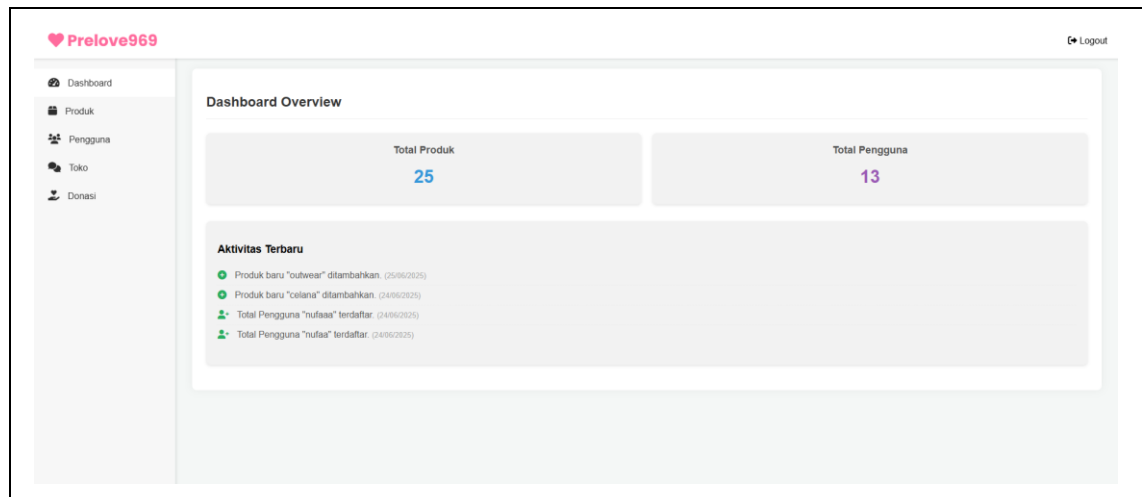 Prelove969
Logout
Dashboard
Produk
Pengguna
Toko
Donasi
Dashboard Overview
Total Produk
25
Total Pengguna
13
Aktivitas Terbaru
Produk baru "outwear" ditambahkan. (25/06/2025)
Produk baru "celana" ditambahkan. (24/06/2025)
Total Pengguna "nufaaa" terdaftar. (24/06/2025)
Total Pengguna "nufaa" terdaftar. (24/06/2025)